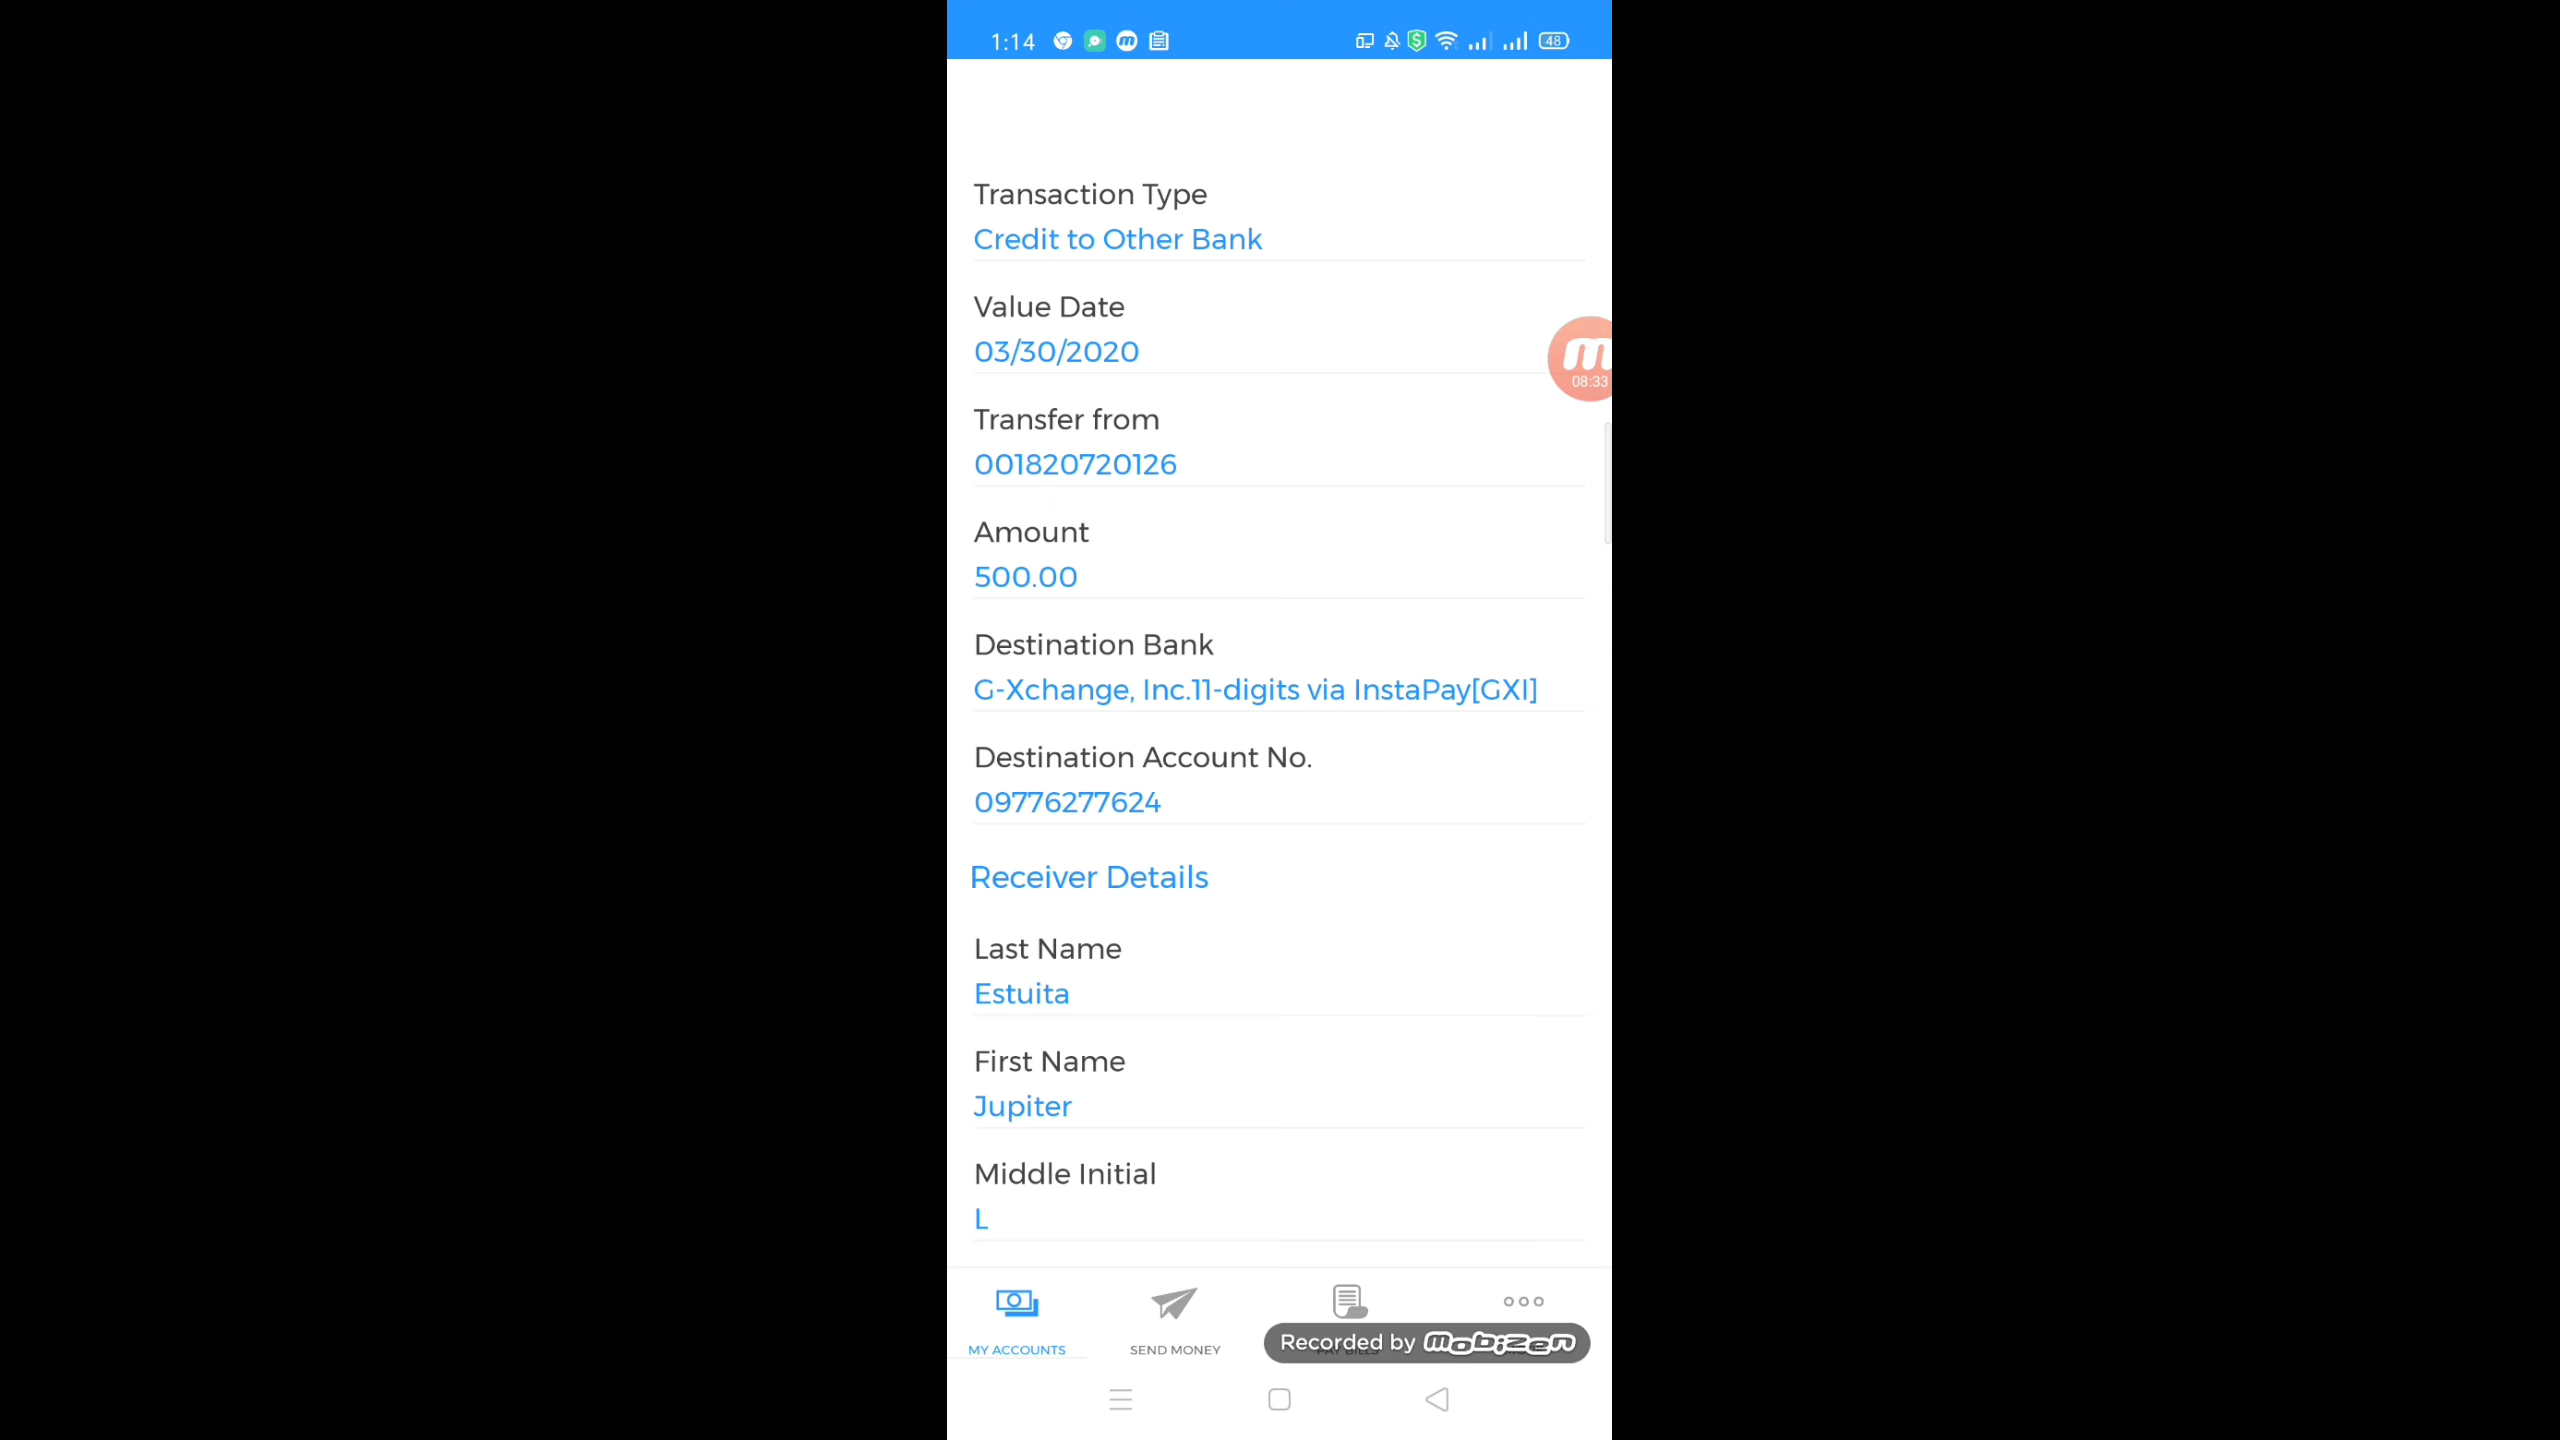 1:14
48
Transaction Type
Credit to Other Bank
Value Date
03/30/2020
08:33
Transfer from
001820720126
Amount
500.00
Destination Bank
G-Xchange, Inc.11-digits via InstaPay[GXI]
Destination Account No.
09776277624
Receiver Details
Last Name
Estuita
First Name
Jupiter
Middle Initial
L
MY ACCOUNTS
SEND MONEY
Recorded by mobizen